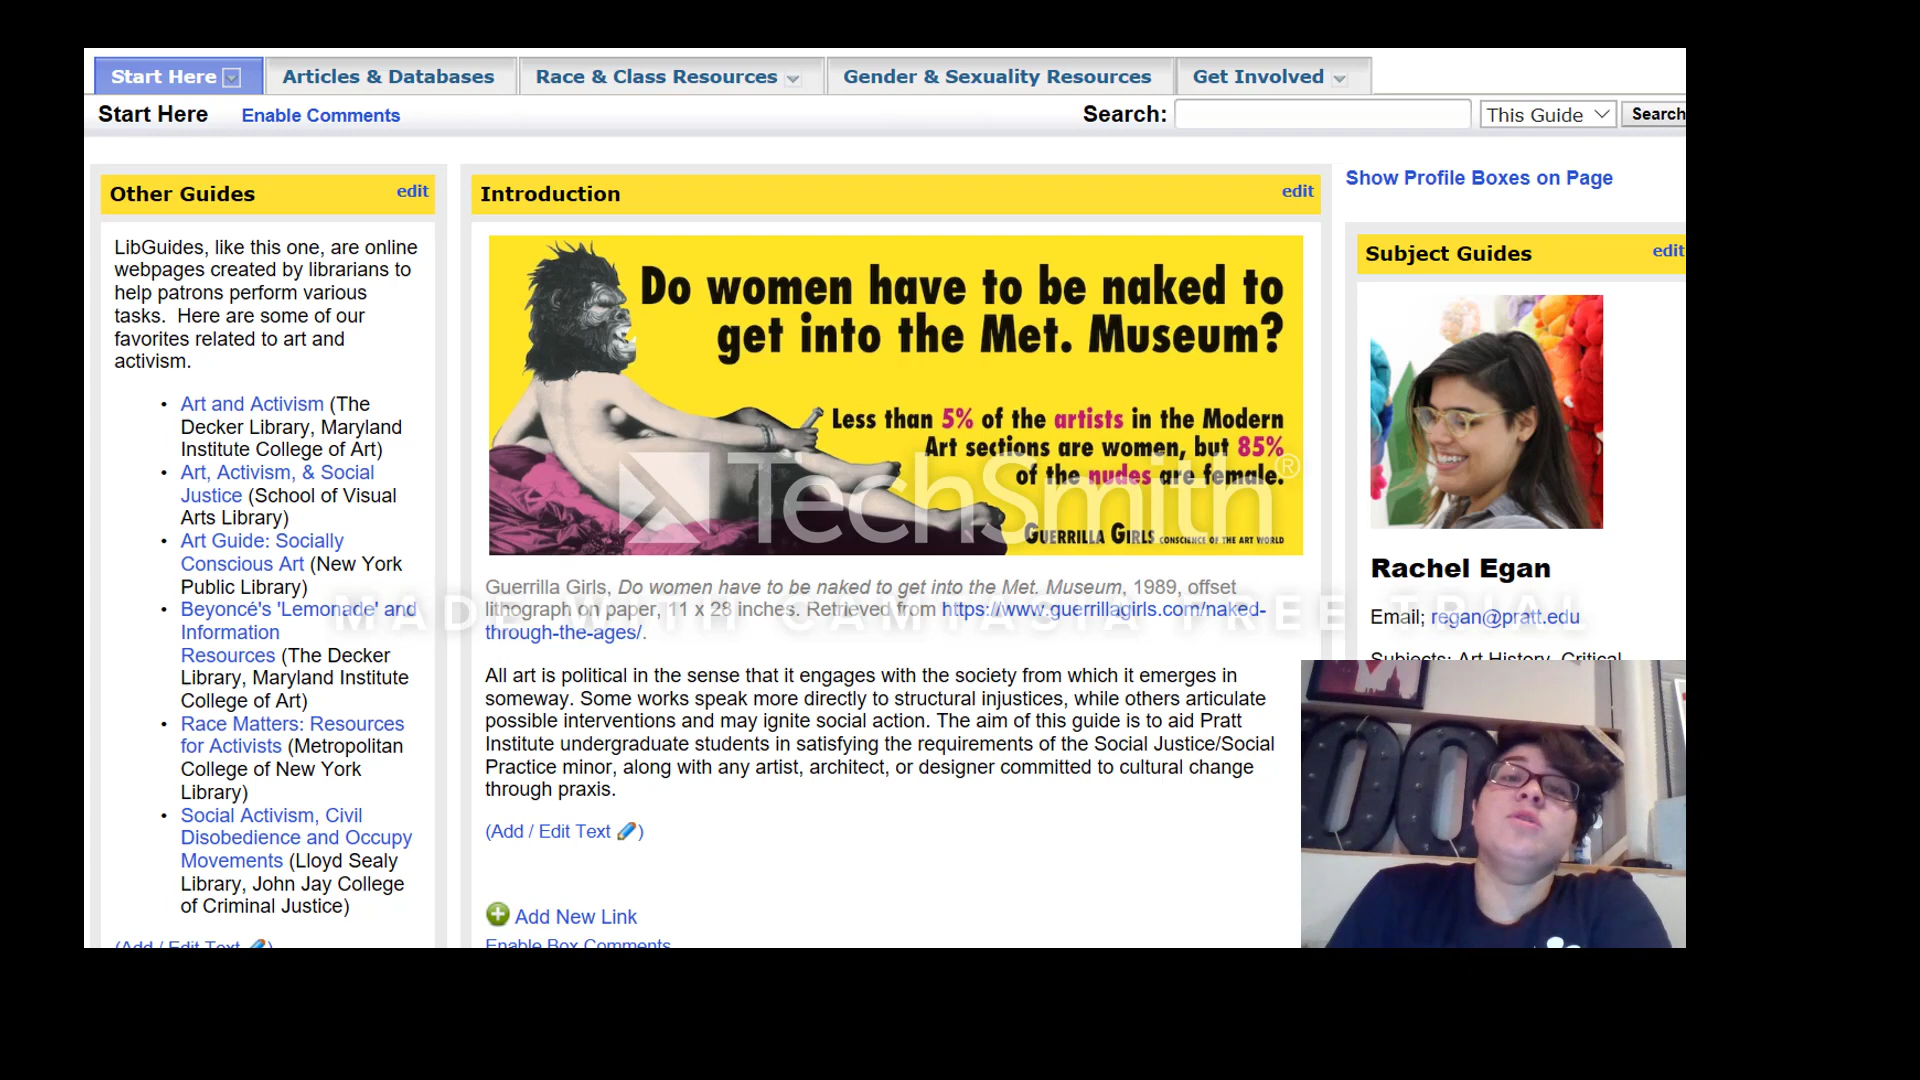 Start Here
Articles & Databases
Race & Class Resources
Gender & Sexuality Resources
Get Involved
Start Here
Enable Comments
Search:
This Guide
Search
Other Guides
edit
LibGuides, like this one, are online
webpages created by librarians to
help patrons perform various
tasks.  Here are some of our
favorites related to art and
activism.
• Art and Activism (The
Decker Library, Maryland
Institute College of Art)
• Art, Activism, & Social
Justice (School of Visual
Arts Library)
• Art Guide: Socially
Conscious Art (New York
Public Library)
• Beyoncé's 'Lemonade' and
Information
Resources (The Decker
Library, Maryland Institute
College of Art)
• Race Matters: Resources
for Activists (Metropolitan
College of New York
Library)
• Social Activism, Civil
Disobedience and Occupy
Movements (Lloyd Sealy
Library, John Jay College
of Criminal Justice)
(Add / Edit Text )
Introduction
edit
Do women have to be naked to
get into the Met. Museum?
Less than 5% of the artists in the Modern
Art sections are women, but 85%
of the nudes are female.
GUERRILLA GIRLS CONSCIENCE OF THE ART WORLD
TechSmith®
MADE WITH CAMTASIA FREE TRIAL
Guerrilla Girls, Do women have to be naked to get into the Met. Museum, 1989, offset
lithograph on paper, 11 x 28 inches. Retrieved from https://www.guerrillagirls.com/naked-
through-the-ages/.
All art is political in the sense that it engages with the society from which it emerges in
someway. Some works speak more directly to structural injustices, while others articulate
possible interventions and may ignite social action. The aim of this guide is to aid Pratt
Institute undergraduate students in satisfying the requirements of the Social Justice/Social
Practice minor, along with any artist, architect, or designer committed to cultural change
through praxis.
(Add / Edit Text )
Add New Link
Enable Box Comments
Show Profile Boxes on Page
Subject Guides
edit
Rachel Egan
Email; regan@pratt.edu
Subjects: Art History, Critical